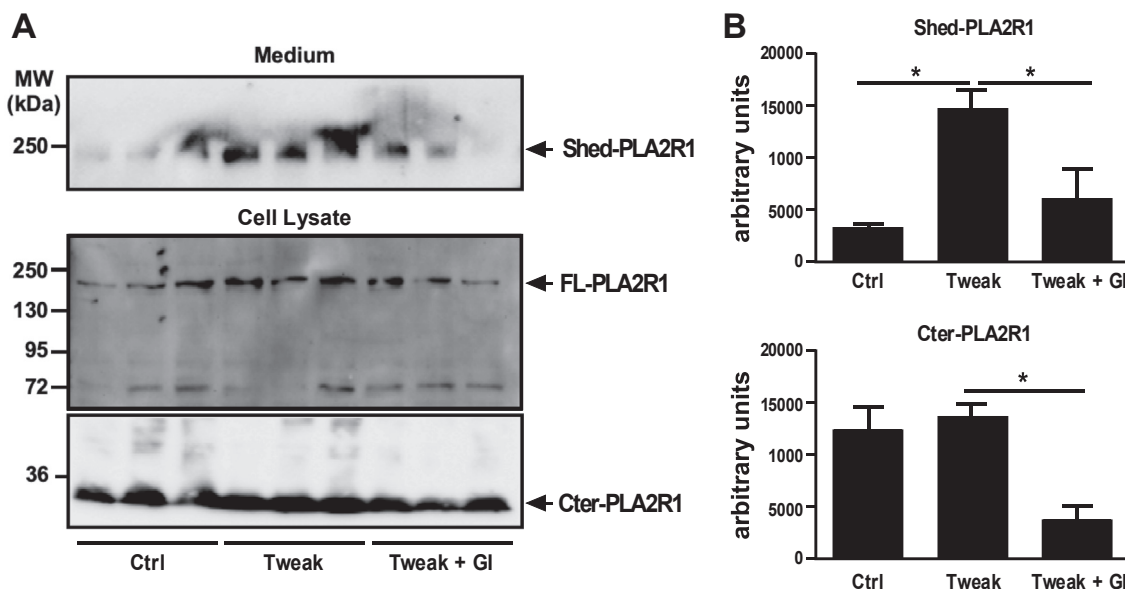 A
Medium
MW
(kDa)
250
Shed-PLA2R1
Cell Lysate
250
130
95
72
FL-PLA2R1
36
Cter-PLA2R1
Ctrl
Tweak
Tweak + GI
B
Shed-PLA2R1
arbitrary units
20000
15000
1000
5000
0
*
*
Ctrl
Tweak
Tweak + GI
Cter-PLA2R1
arbitrary units
20000
15000
10000
5000
0
*
Ctrl
Tweak
Tweak + GI